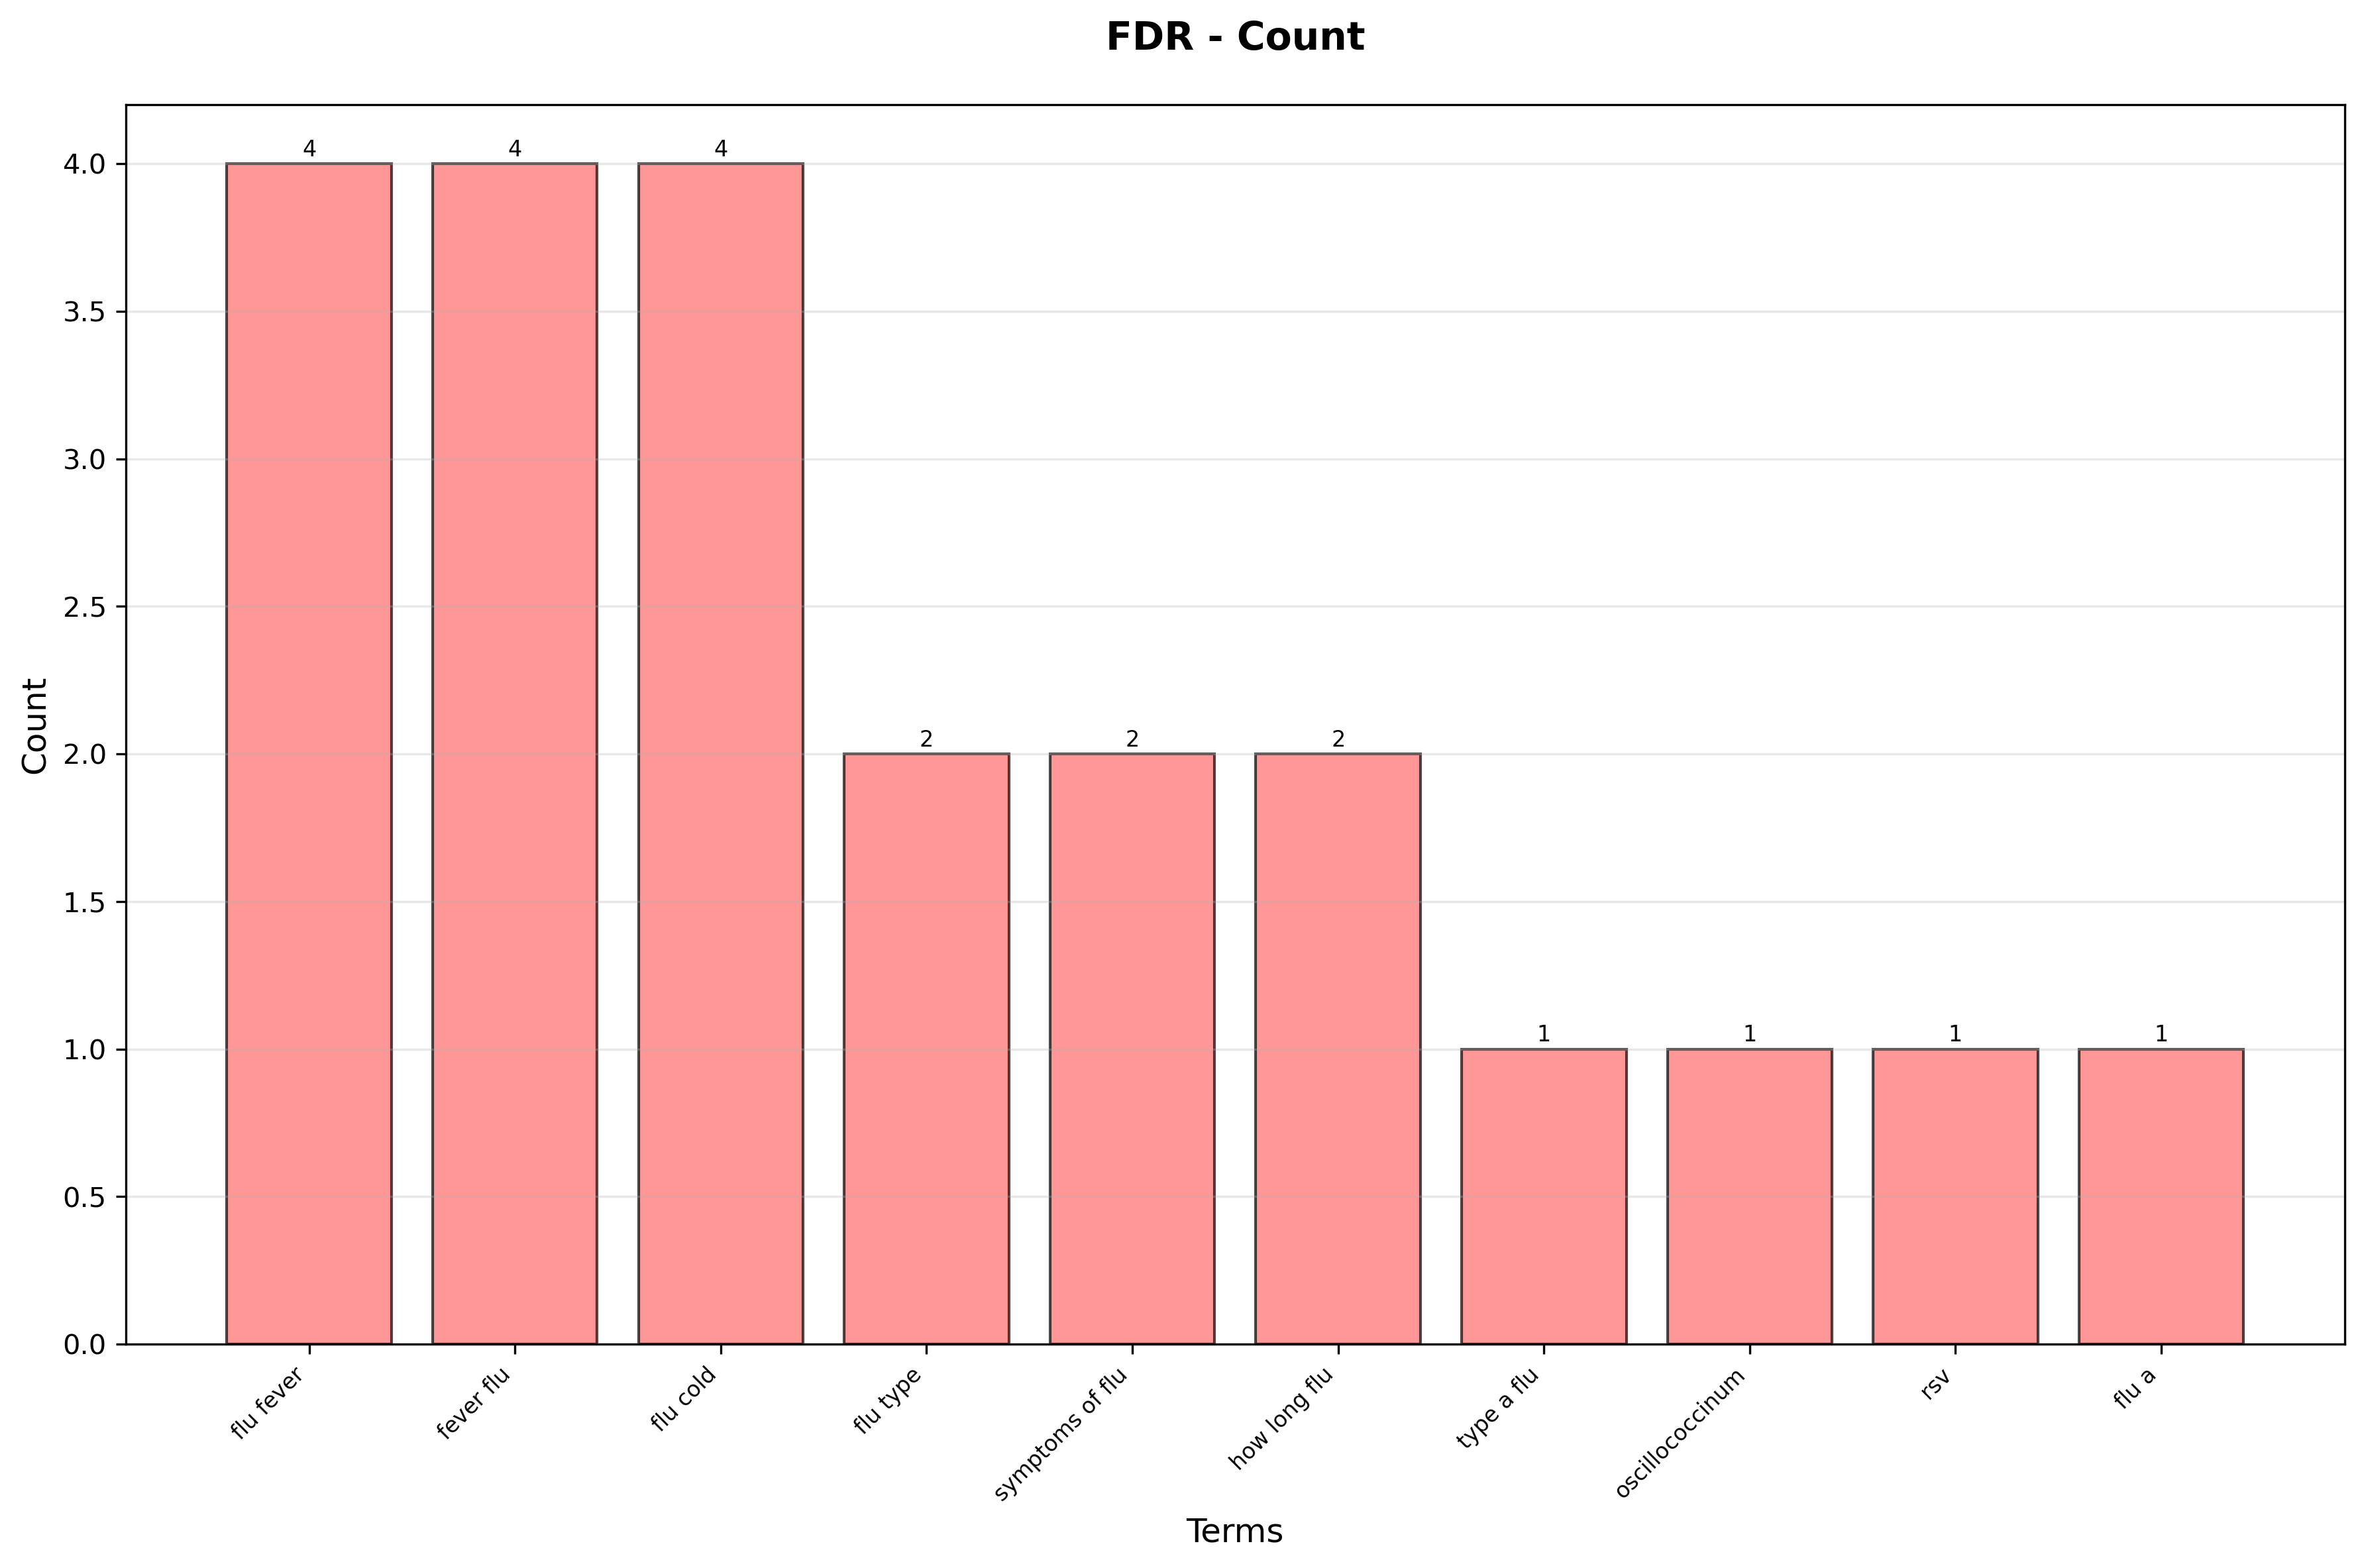 FDR - Count
4 4 4
4.0
3.5
3.0
2.5
2 2 2
2.0
1.5
1 1 1 1
1.0
0.5
0.0
Count
flu fever
fever flu
flu cold
flu type
symptoms of flu
how long flu
type a flu
oscillococcinum
rsv
flu a
Terms